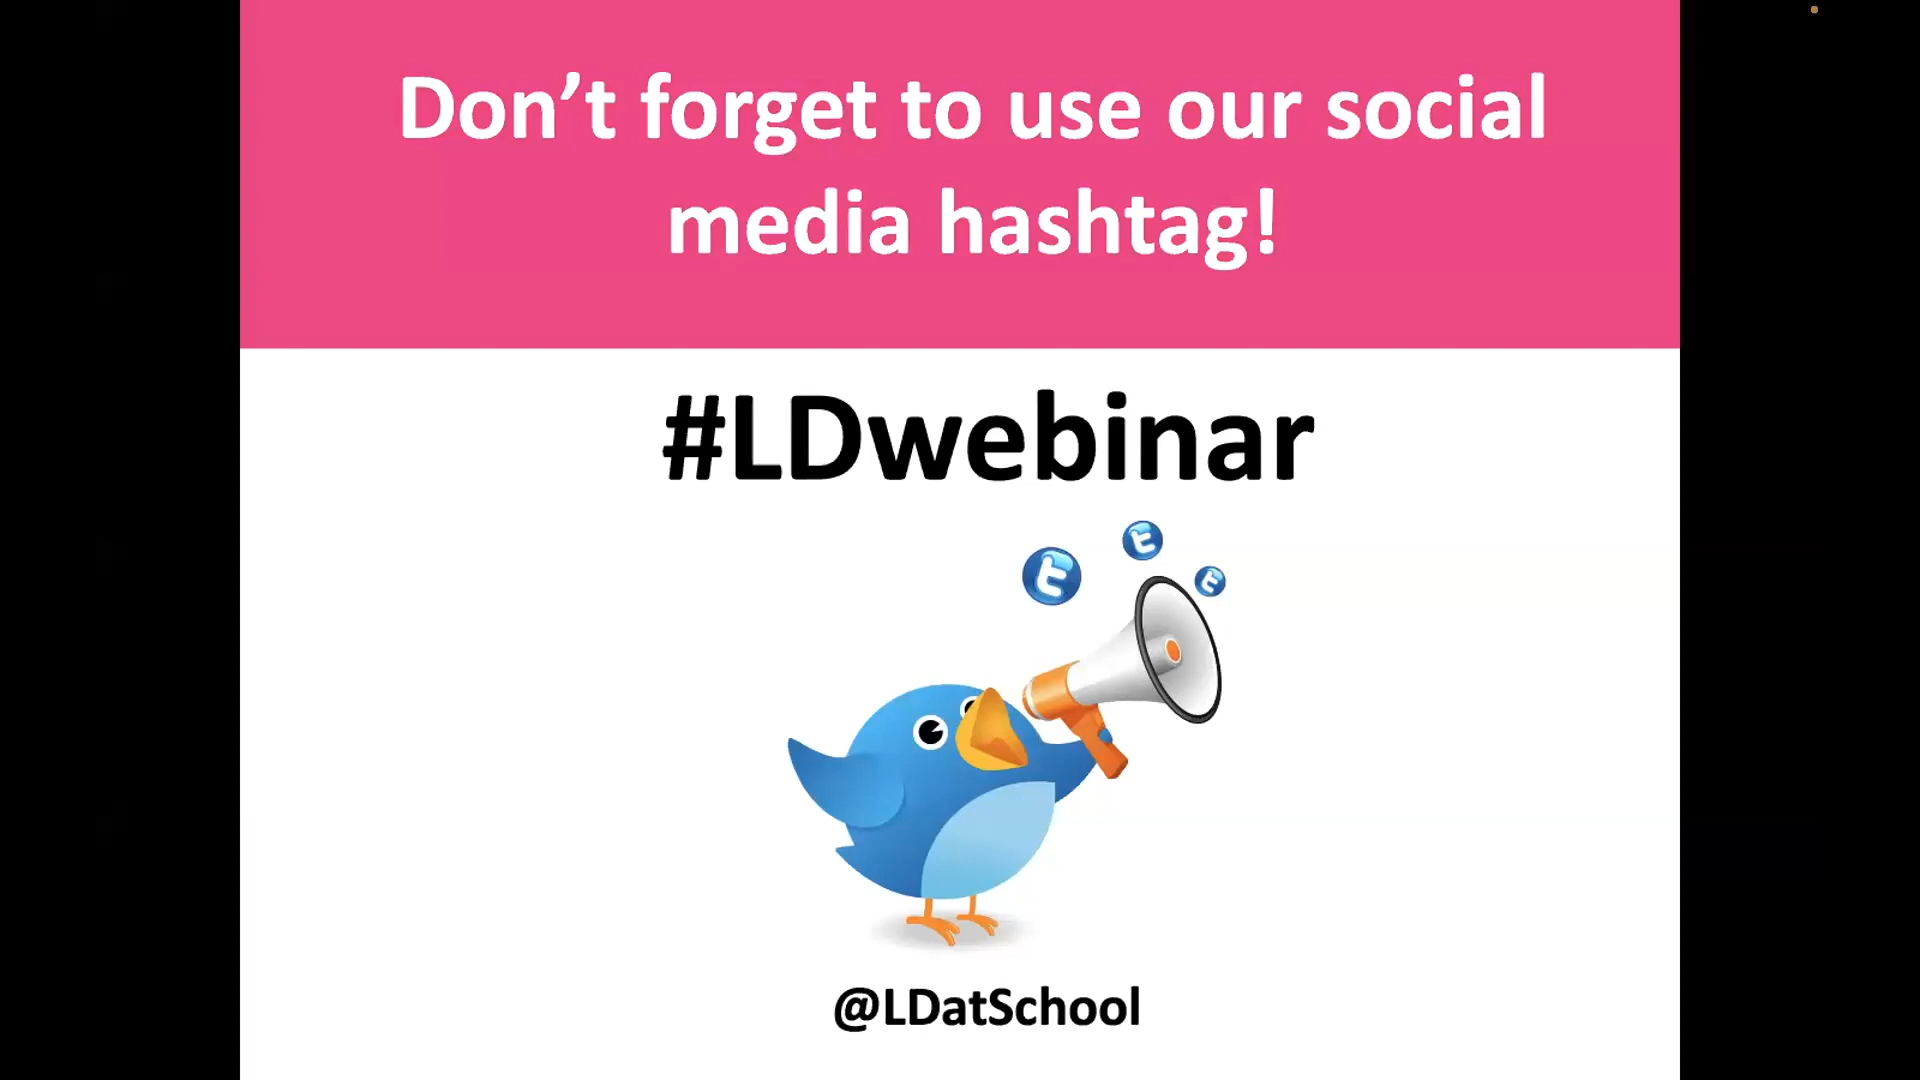 Don’t forget to use our social
media hashtag!
#LDwebinar
t
t
t
@LDatSchool